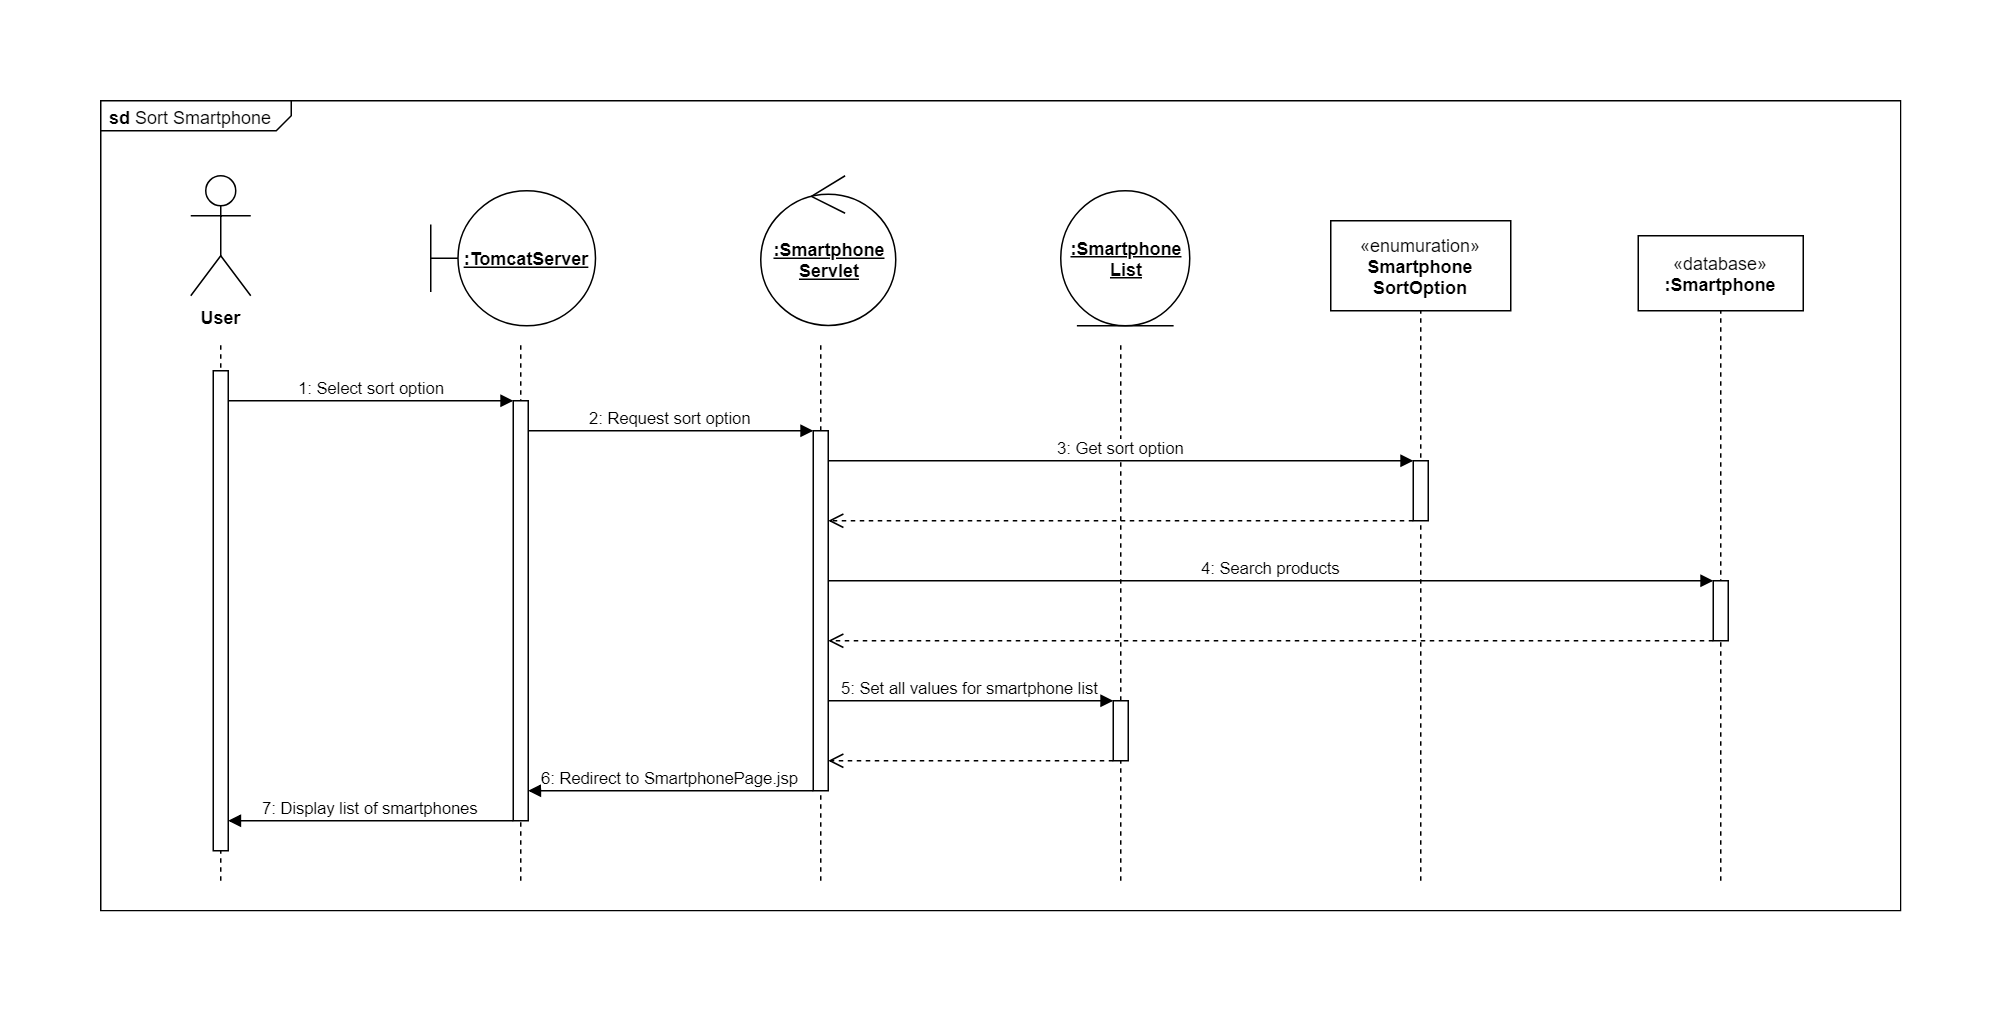 sd Sort Smartphone
User
:TomcatServer
:Smartphone
Servlet
:Smartphone
List
«enumuration»
Smartphone
SortOption
«database»
:Smartphone
1: Select sort option
2: Request sort option
3: Get sort option
4: Search products
5: Set all values for smartphone list
6: Redirect to SmartphonePage.jsp
7: Display list of smartphones